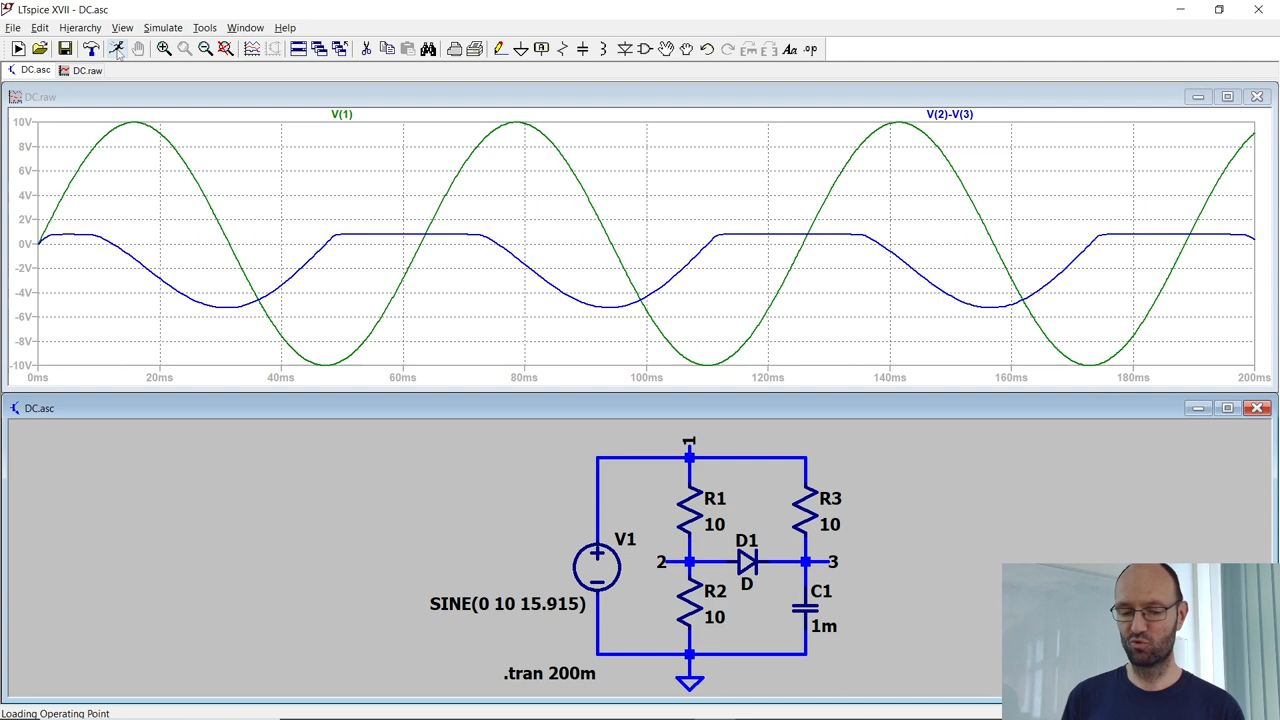 LTspice XVII - DC.asc
File Edit Hierarchy View Simulate Tools Window Help
Aa .op
DC.asc DC.raw
DC.raw
V(1) V(2)-V(3)
10V
8V
6V
4V
2V
0V
-2V
-4V
-6V
-8V
-10V
0ms 20ms 40ms 60ms 80ms 100ms 120ms 140ms 160ms 180ms 200ms
DC.asc
1
R1 R3
10 10
V1 D1
2 3
D
R2 C1
SINE(0 10 15.915)
10 1m
.tran 200m
Loading Operating Point